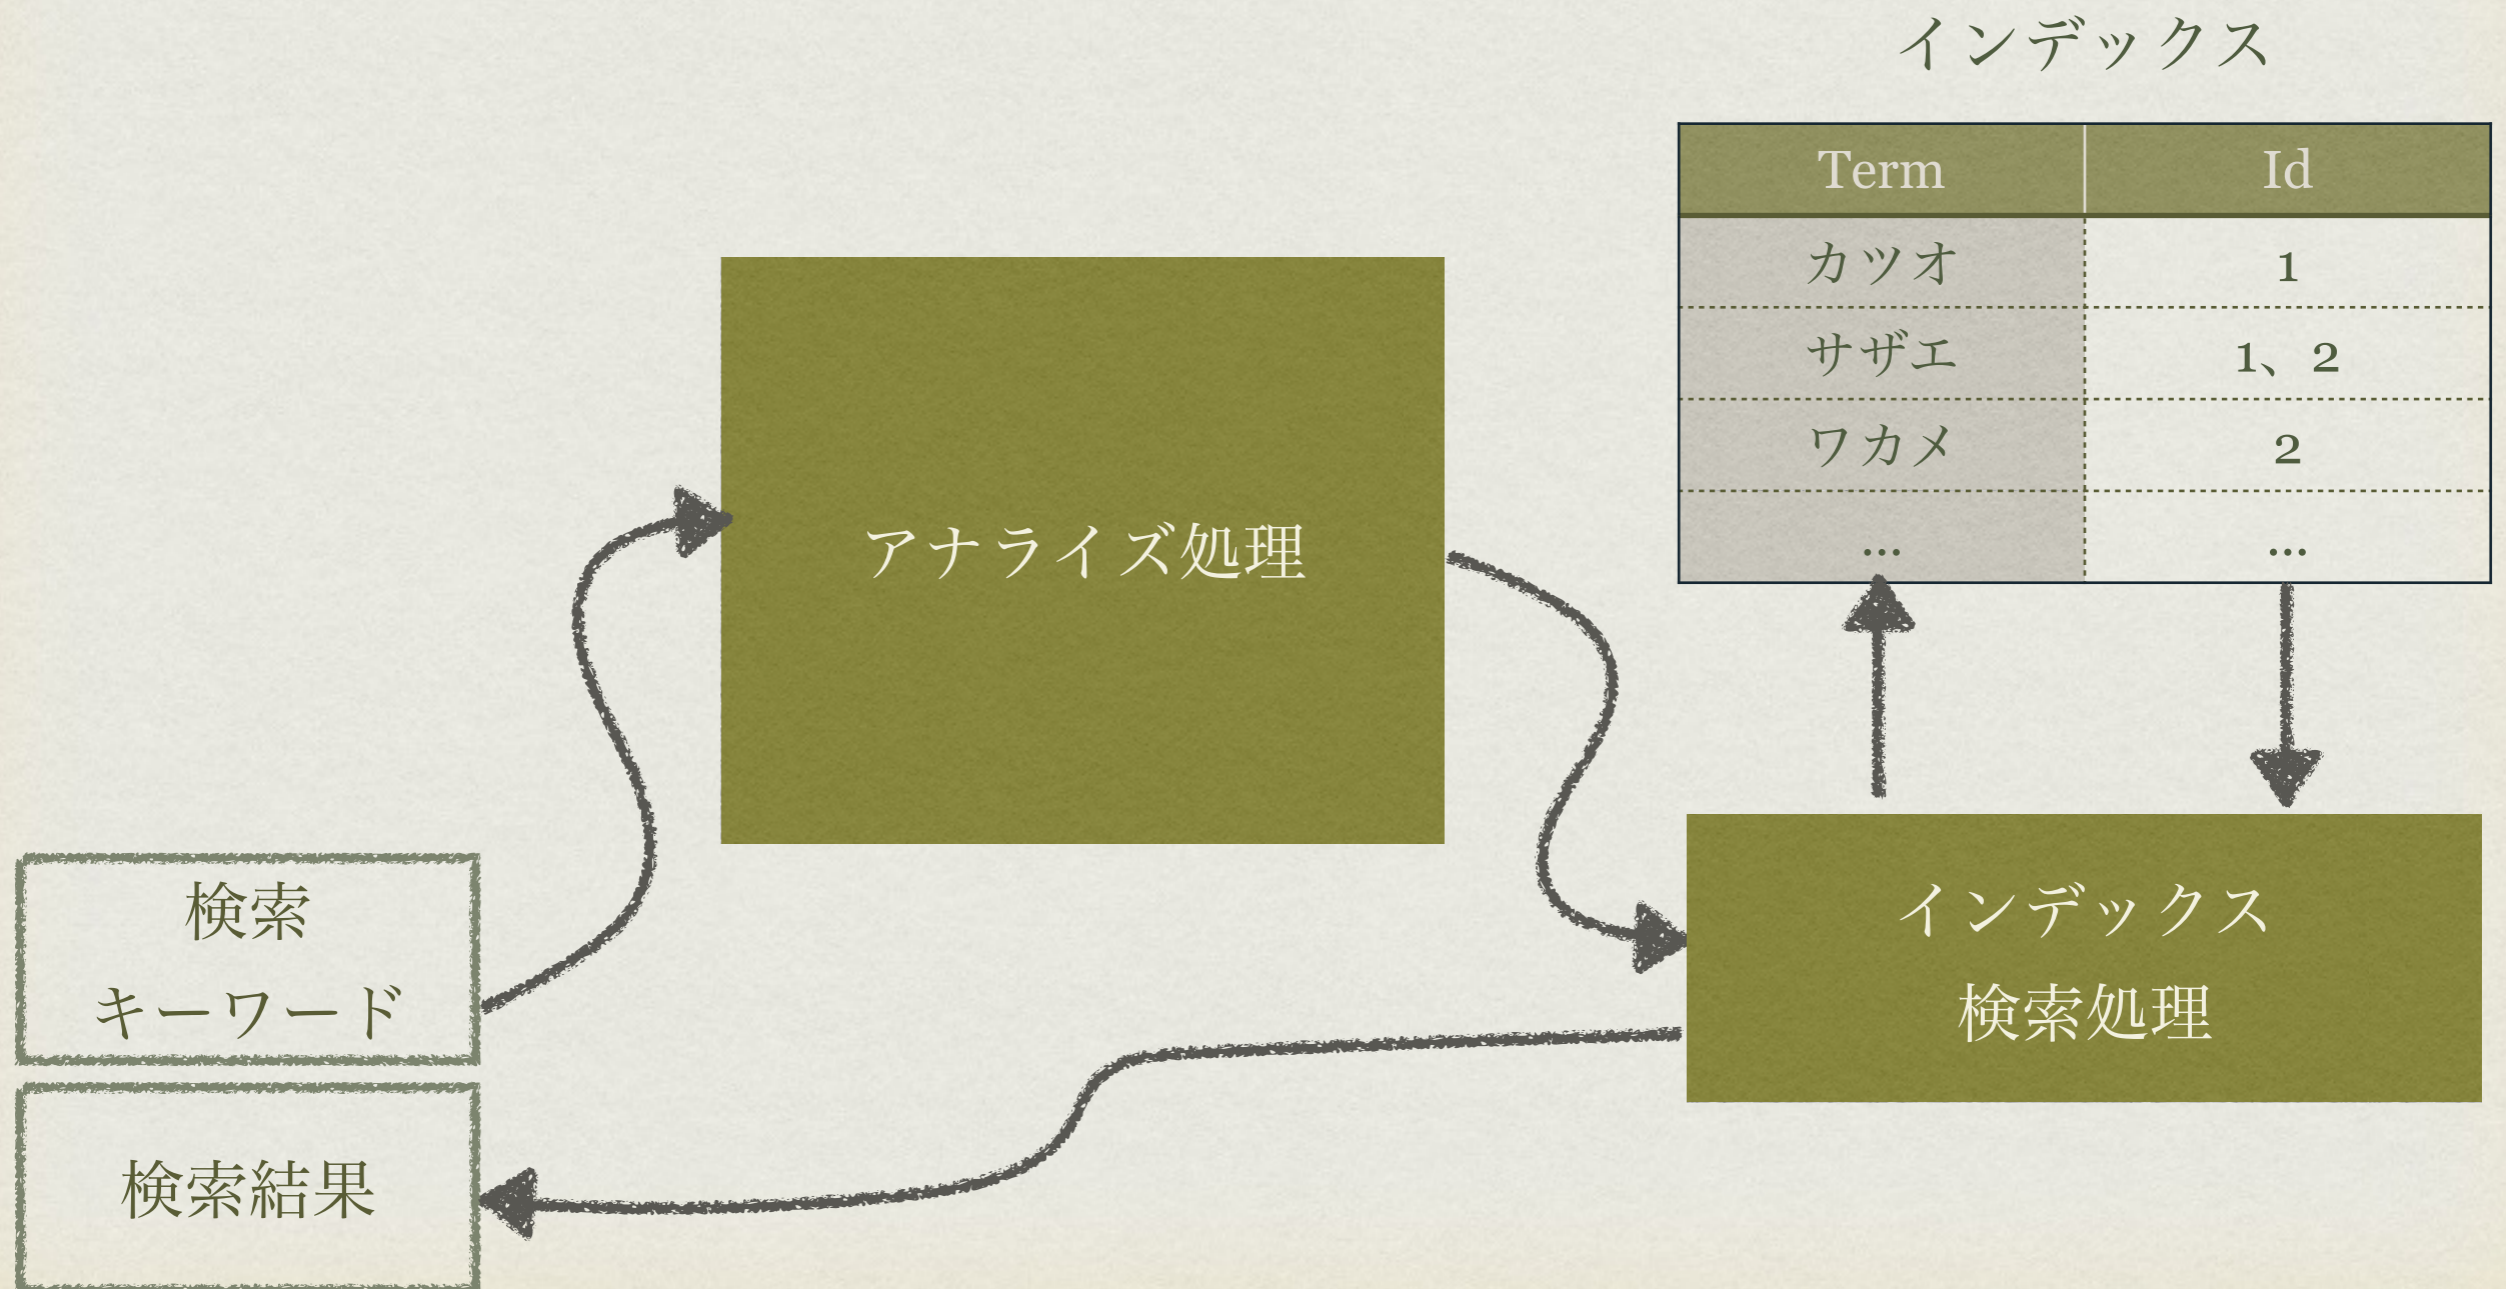 インデックス
Term Id
カツオ 1
サザエ 1、2
ワカメ 2
... ...
アナライズ処理
検索
キーワード
インデックス
検索処理
検索結果